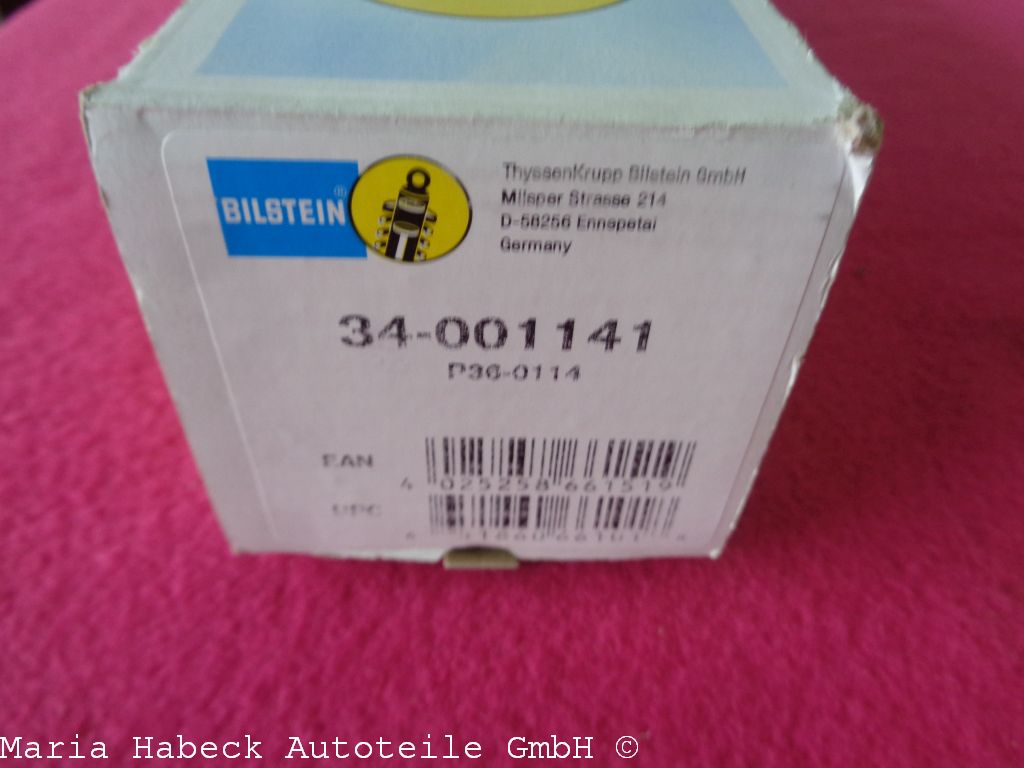 BILSTEIN®
ThyssenKrupp Bilstein GmbH
Milsper Strasse 214
D-58256 Ennepetal
Germany
34-001141
P36-0114
EAN
4 025258 661519
UPC
Maria Habeck Autoteile GmbH ©